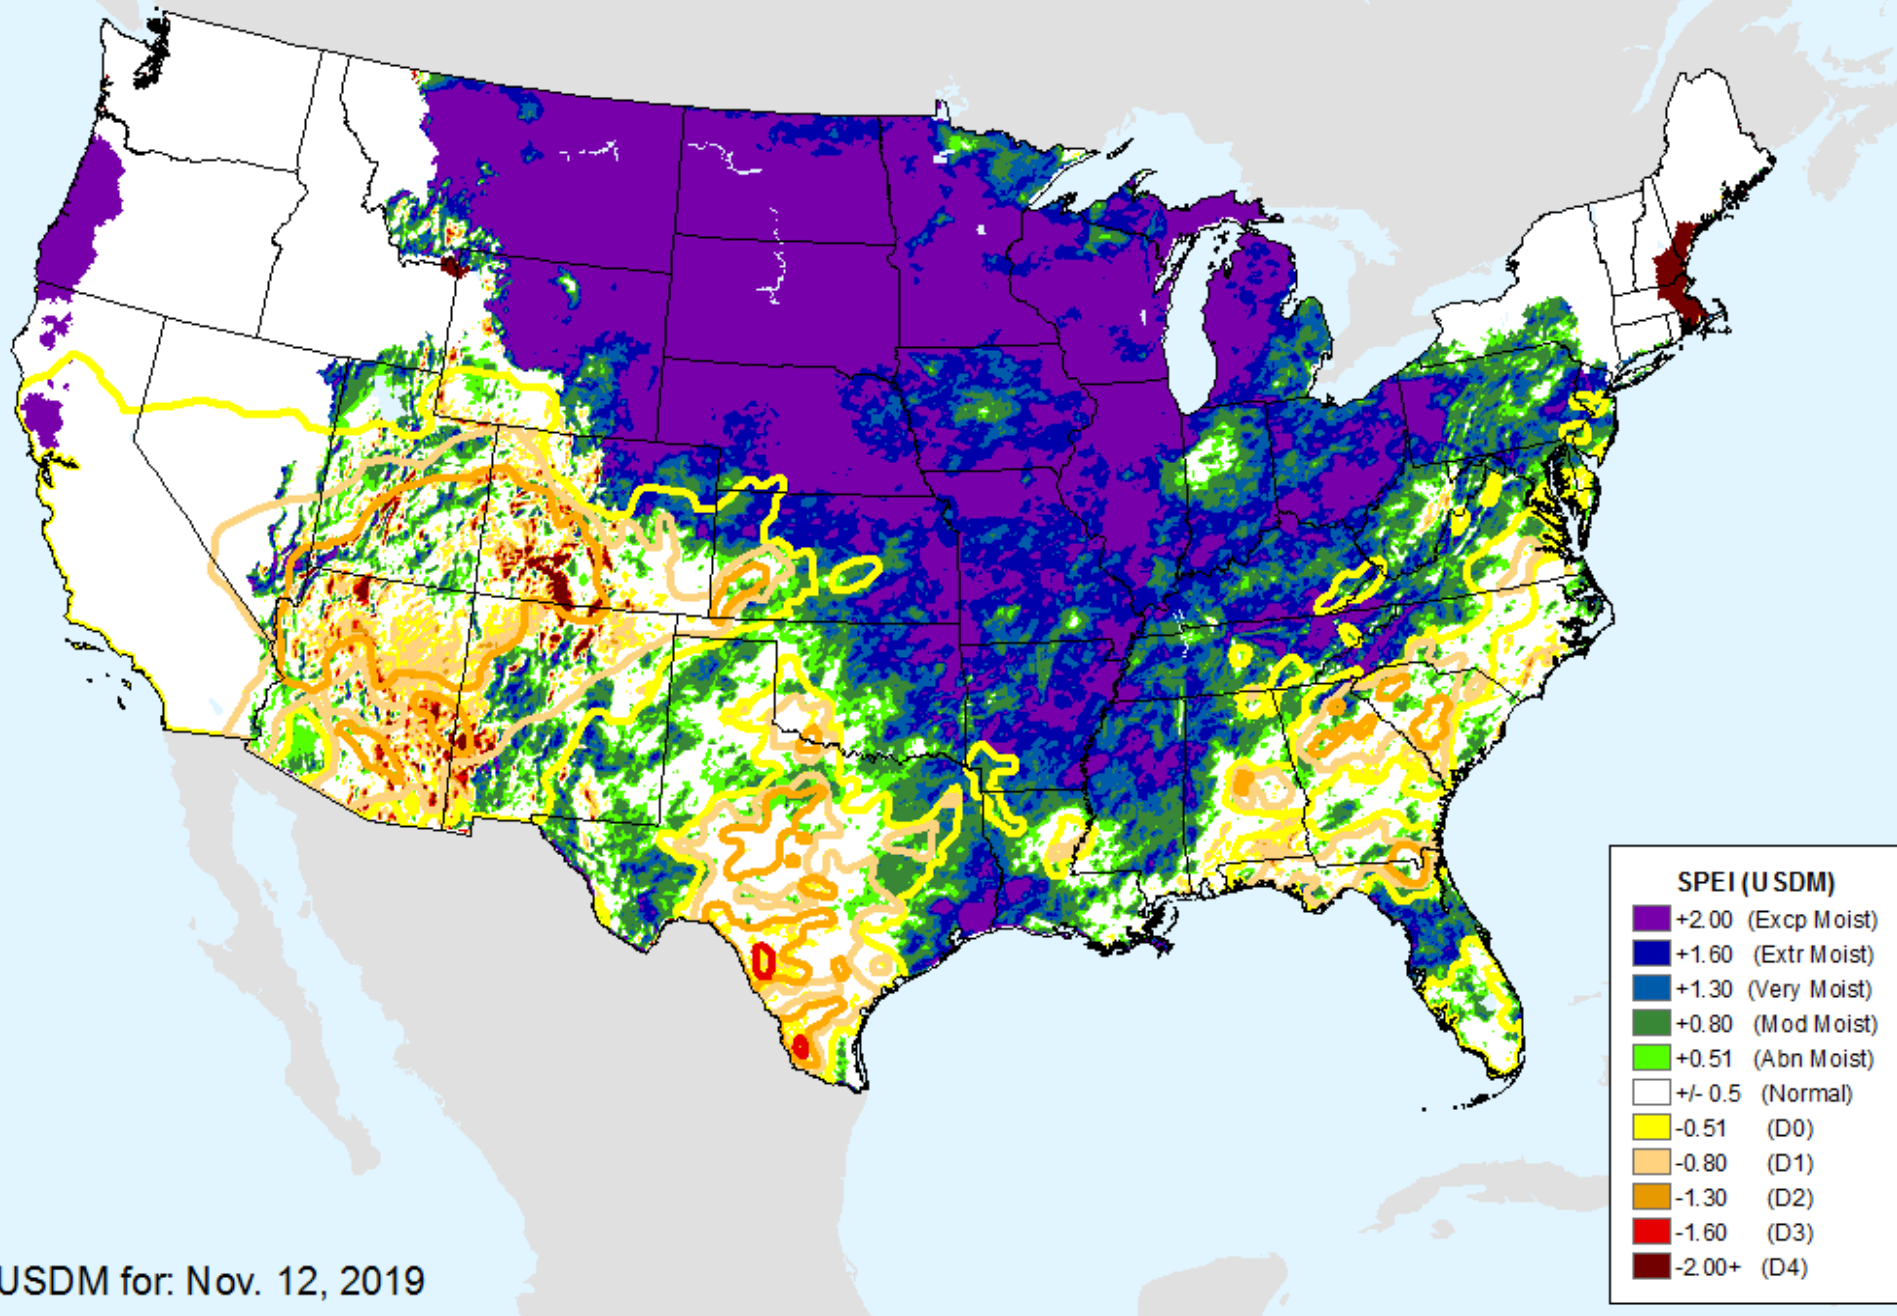 SPEI (USDM)
+2.00 (Excp Moist)
+1.60 (Extr Moist)
+1.30 (Very Moist)
+0.80 (Mod Moist)
+0.51 (Abn Moist)
+/- 0.5 (Normal)
-0.51 (D0)
-0.80 (D1)
-1.30 (D2)
-1.60 (D3)
-2.00+ (D4)
USDM for: Nov. 12, 2019